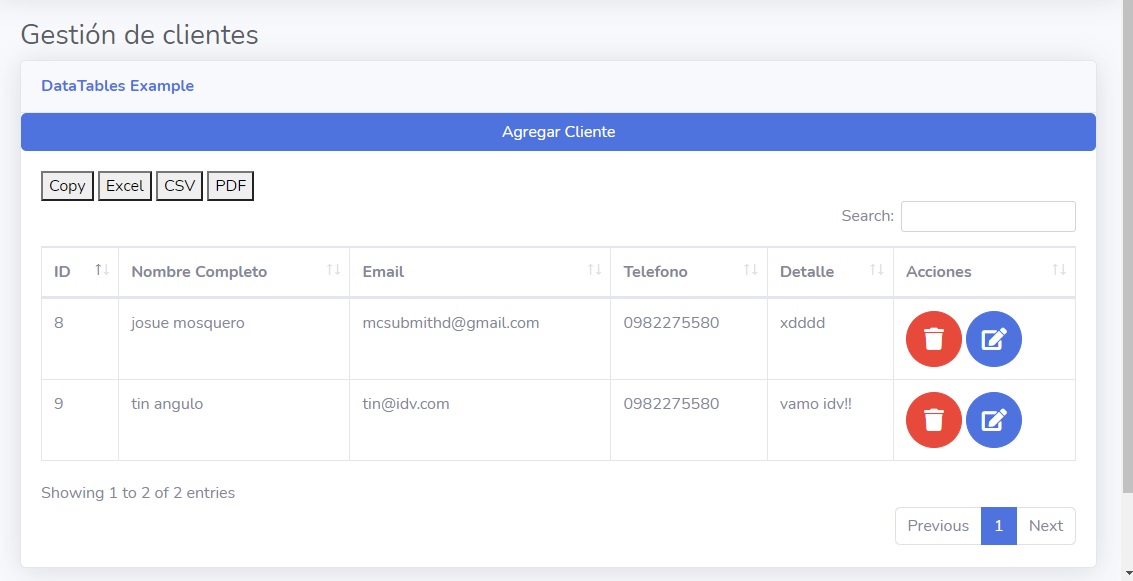 Gestión de clientes
DataTables Example
Agregar Cliente
Copy Excel CSV PDF
Search:
ID Nombre Completo Email Telefono Detalle Acciones
8 josue mosquero mcsubmithd@gmail.com 0982275580 xdddd
9 tin angulo tin@idv.com 0982275580 vamo idv!!
Showing 1 to 2 of 2 entries
Previous 1 Next